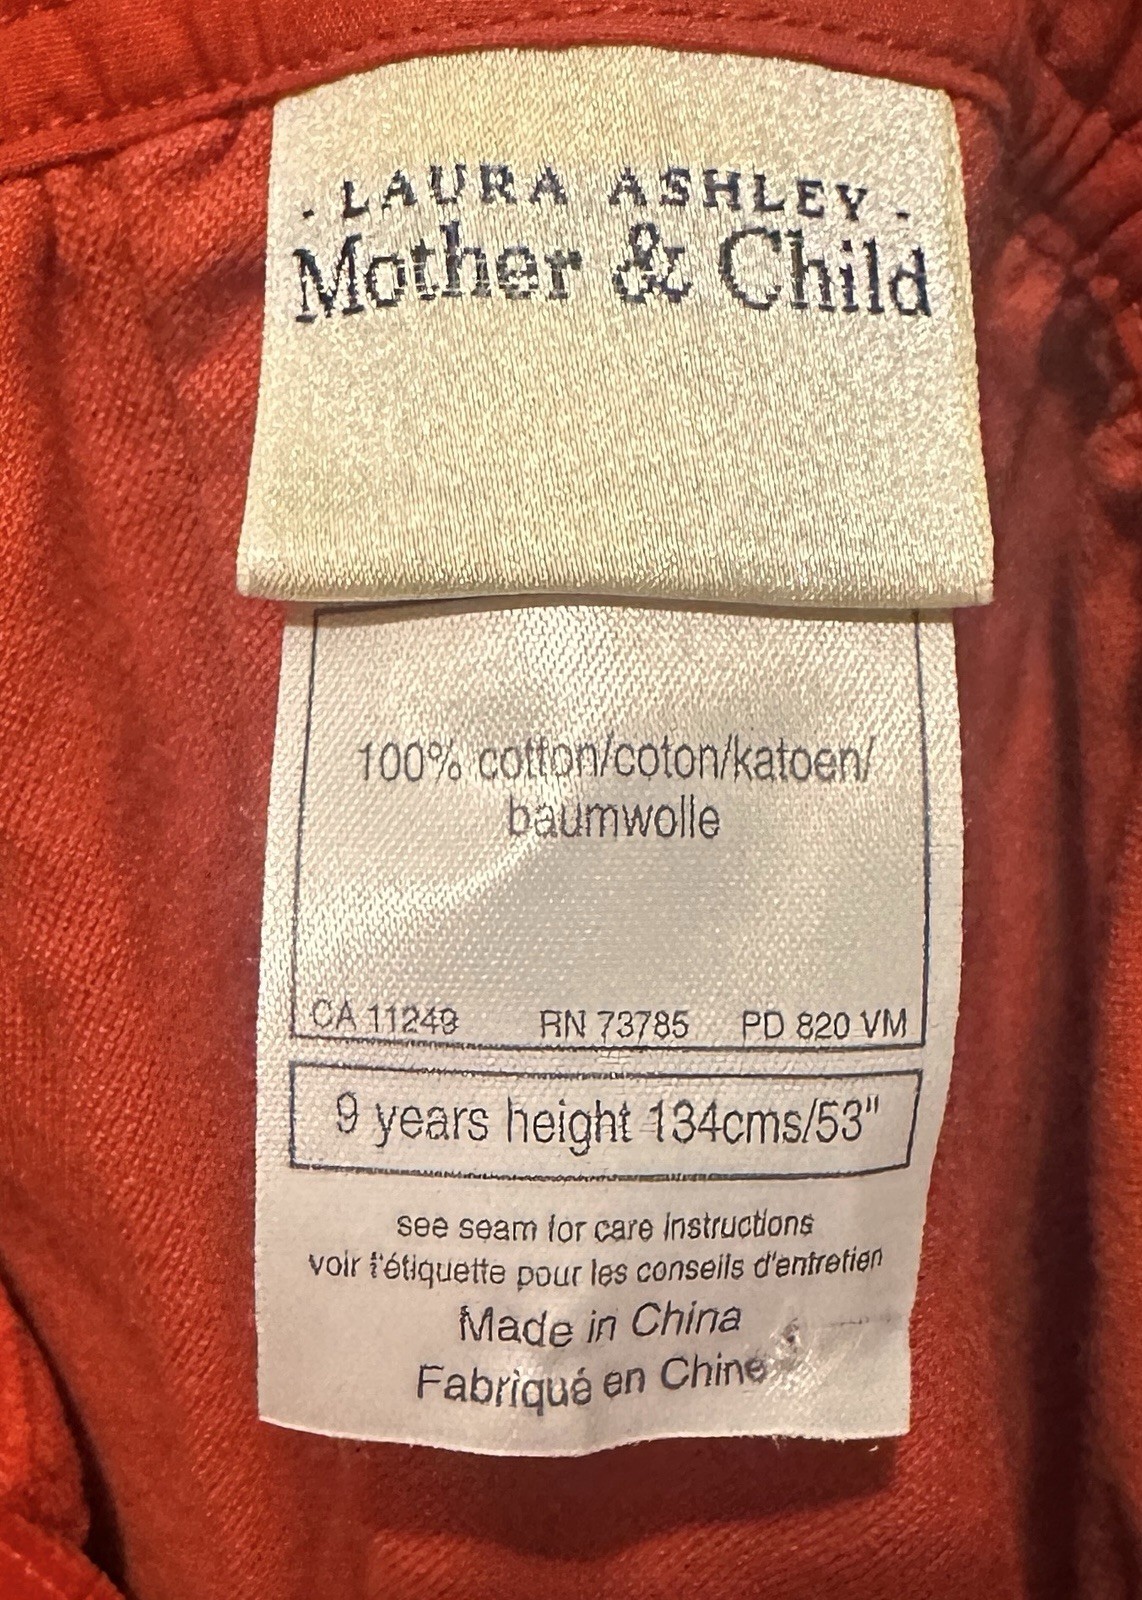 - LAURA ASHLEY -
Mother & Child
100% cotton/coton/katoen/
baumwolle
CA 11249 RN 73785 PD 820 VM
9 years height 134cms/53"
see seam for care instructions
voir l'étiquette pour les conseils d'entretien
Made in China
Fabriqué en Chine